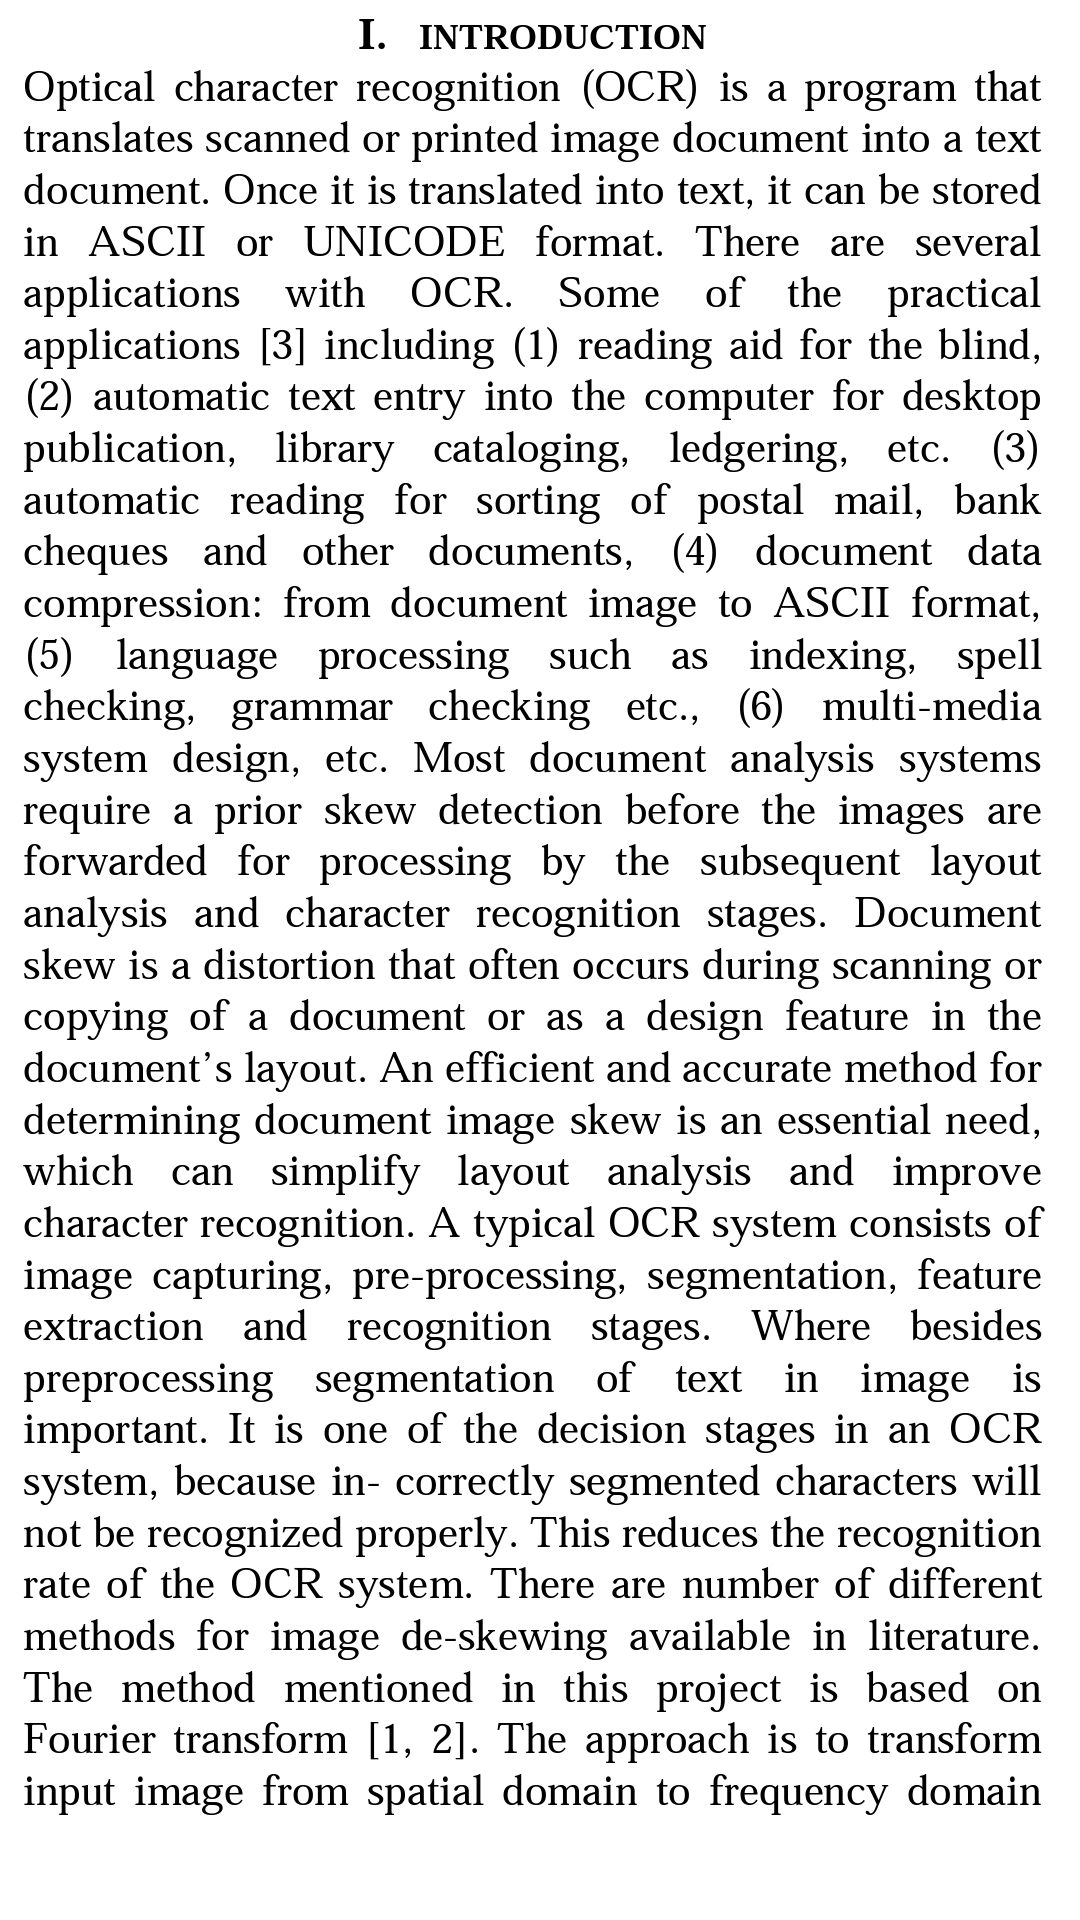 I. INTRODUCTION
Optical character recognition (OCR) is a program that
translates scanned or printed image document into a text
document. Once it is translated into text, it can be stored
in ASCII or UNICODE format. There are several
applications with OCR. Some of the practical
applications [3] including (1) reading aid for the blind,
(2) automatic text entry into the computer for desktop
publication, library cataloging, ledgering, etc. (3)
automatic reading for sorting of postal mail, bank
cheques and other documents, (4) document data
compression: from document image to ASCII format,
(5) language processing such as indexing, spell
checking, grammar checking etc., (6) multi-media
system design, etc. Most document analysis systems
require a prior skew detection before the images are
forwarded for processing by the subsequent layout
analysis and character recognition stages. Document
skew is a distortion that often occurs during scanning or
copying of a document or as a design feature in the
document’s layout. An efficient and accurate method for
determining document image skew is an essential need,
which can simplify layout analysis and improve
character recognition. A typical OCR system consists of
image capturing, pre-processing, segmentation, feature
extraction and recognition stages. Where besides
preprocessing segmentation of text in image is
important. It is one of the decision stages in an OCR
system, because in- correctly segmented characters will
not be recognized properly. This reduces the recognition
rate of the OCR system. There are number of different
methods for image de-skewing available in literature.
The method mentioned in this project is based on
Fourier transform [1, 2]. The approach is to transform
input image from spatial domain to frequency domain